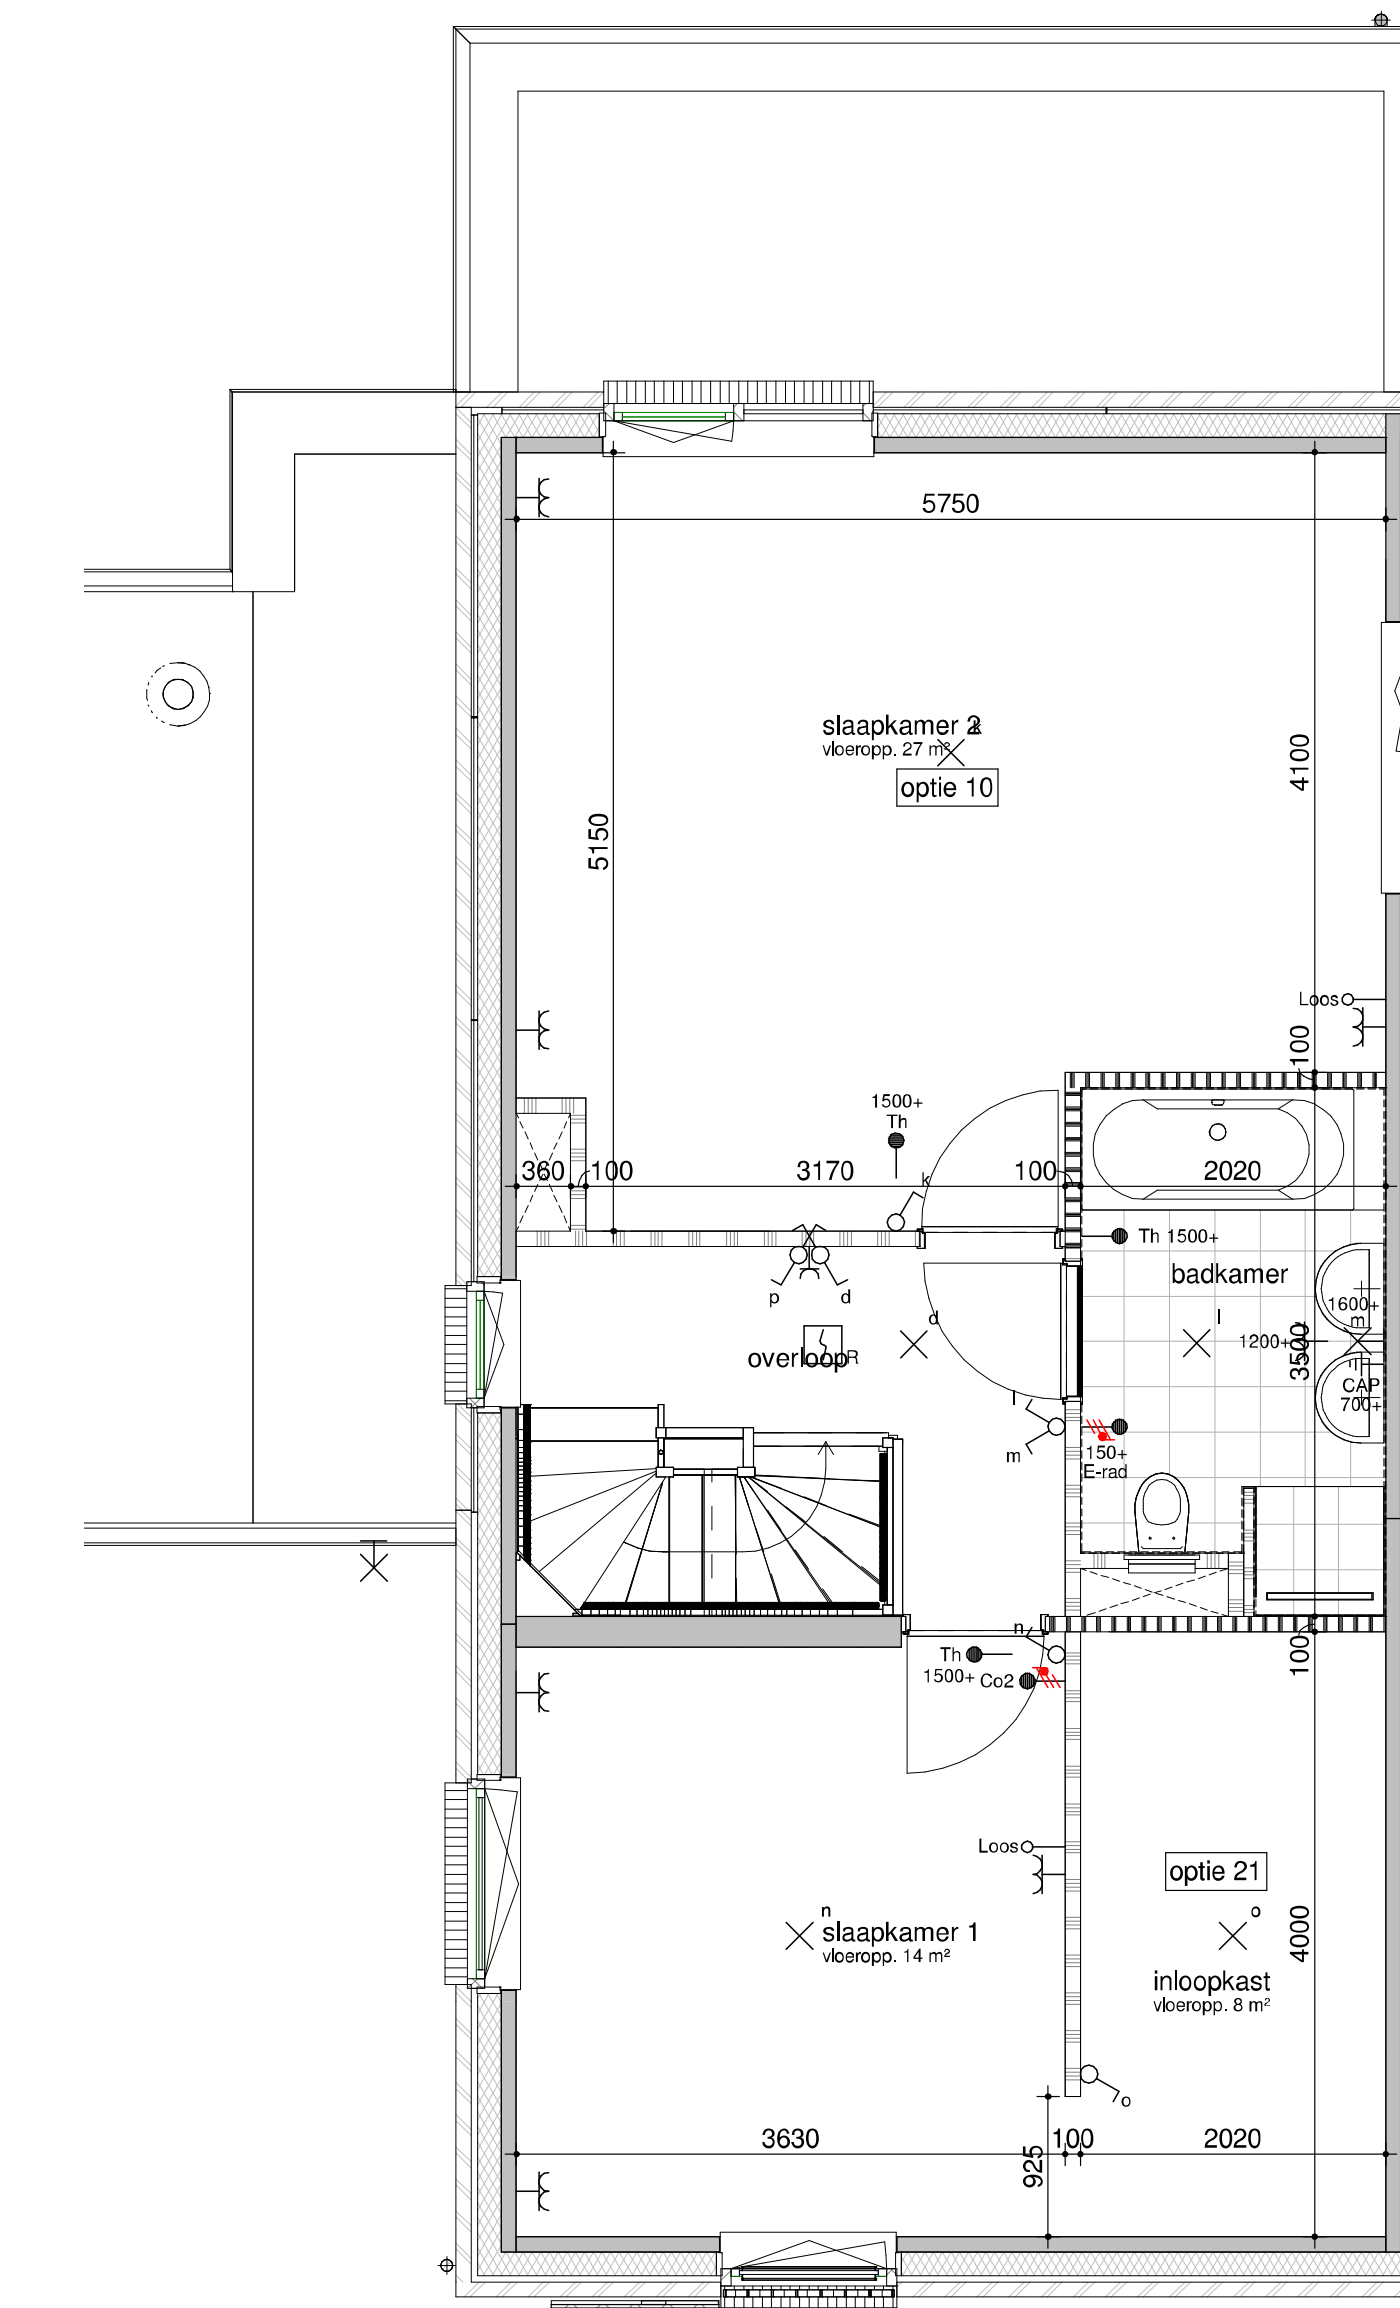 5750
slaapkamer 2
k
vloeropp. 27 m²
optie 10
4100
5150
Loos
100
1500+
Th
360
100
3170
100
2020
k
Th 1500+
badkamer
p
d
d
l
1600+
m
1200+
3500
overloop
R
CAP
700+
l
m
150+
E-rad
n
Th
1500+
Co2
100
Loos
optie 21
n
slaapkamer 1
vloeropp. 14 m²
o
4000
inloopkast
vloeropp. 8 m²
o
3630
100
2020
925